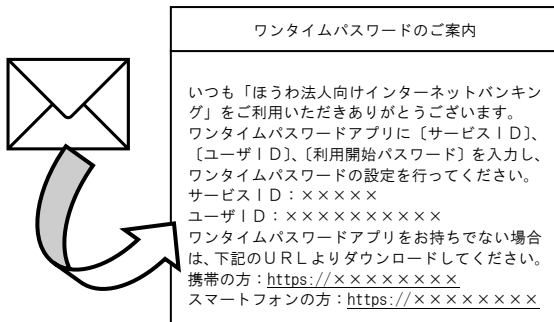 ワンタイムパスワードのご案内
いつも「ほうわ法人向けインターネットバンキン
グ」をご利用いただきありがとうございます。
ワンタイムパスワードアプリに〔サービスＩＤ〕、
〔ユーザＩＤ〕、〔利用開始パスワード〕を入力し、
ワンタイムパスワードの設定を行ってください。
サービスＩＤ：×××××
ユーザＩＤ：××××××××××
ワンタイムパスワードアプリをお持ちでない場合
は、下記のＵＲＬよりダウンロードしてください。
携帯の方：https://××××××××
スマートフォンの方：https://××××××××